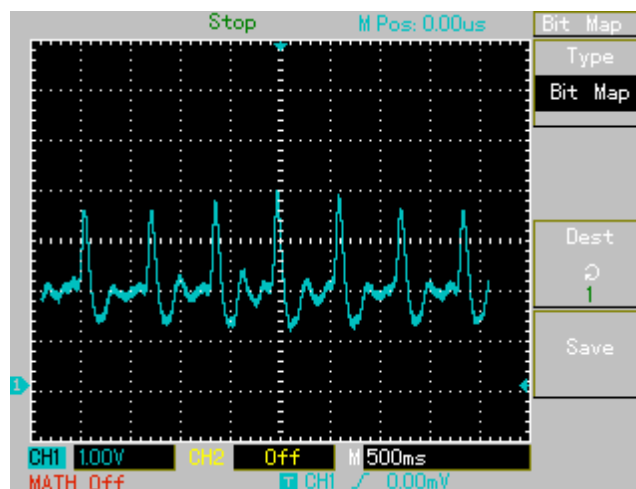 Stop M Pos: 0.00us Bit Map
Type
Bit Map
Dest
1
Save
1
CH1 1.00V CH2 Off M 500ms
MATH Off T CH1 0.00mV